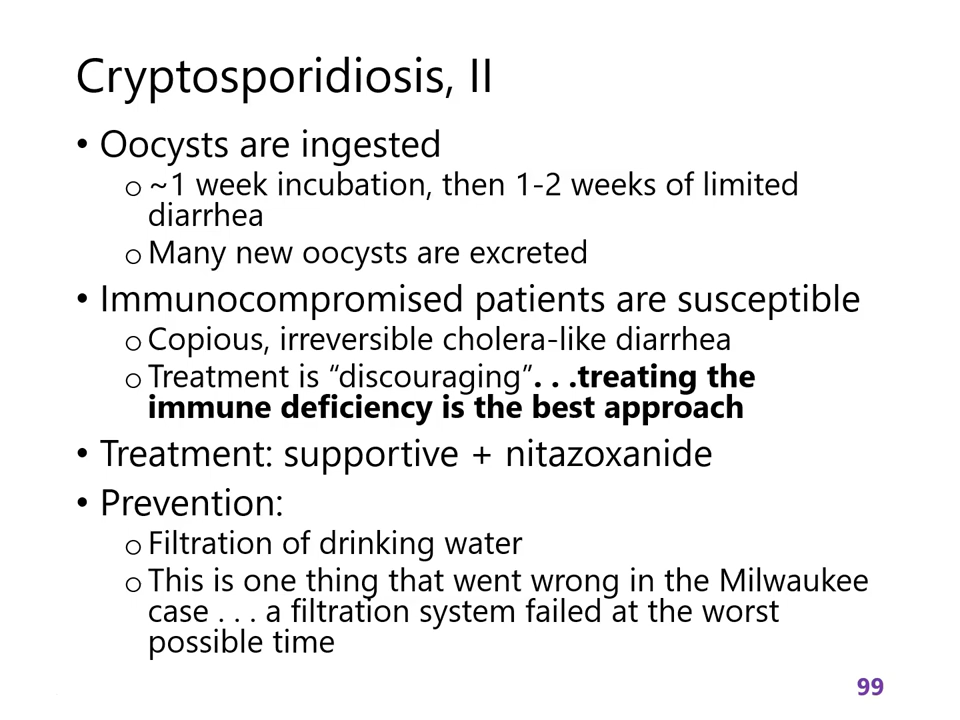 Cryptosporidiosis, II
• Oocysts are ingested
o ~1 week incubation, then 1-2 weeks of limited
diarrhea
o Many new oocysts are excreted
• Immunocompromised patients are susceptible
o Copious, irreversible cholera-like diarrhea
o Treatment is “discouraging”. . .treating the
immune deficiency is the best approach
• Treatment: supportive + nitazoxanide
• Prevention:
o Filtration of drinking water
o This is one thing that went wrong in the Milwaukee
case . . . a filtration system failed at the worst
possible time
99